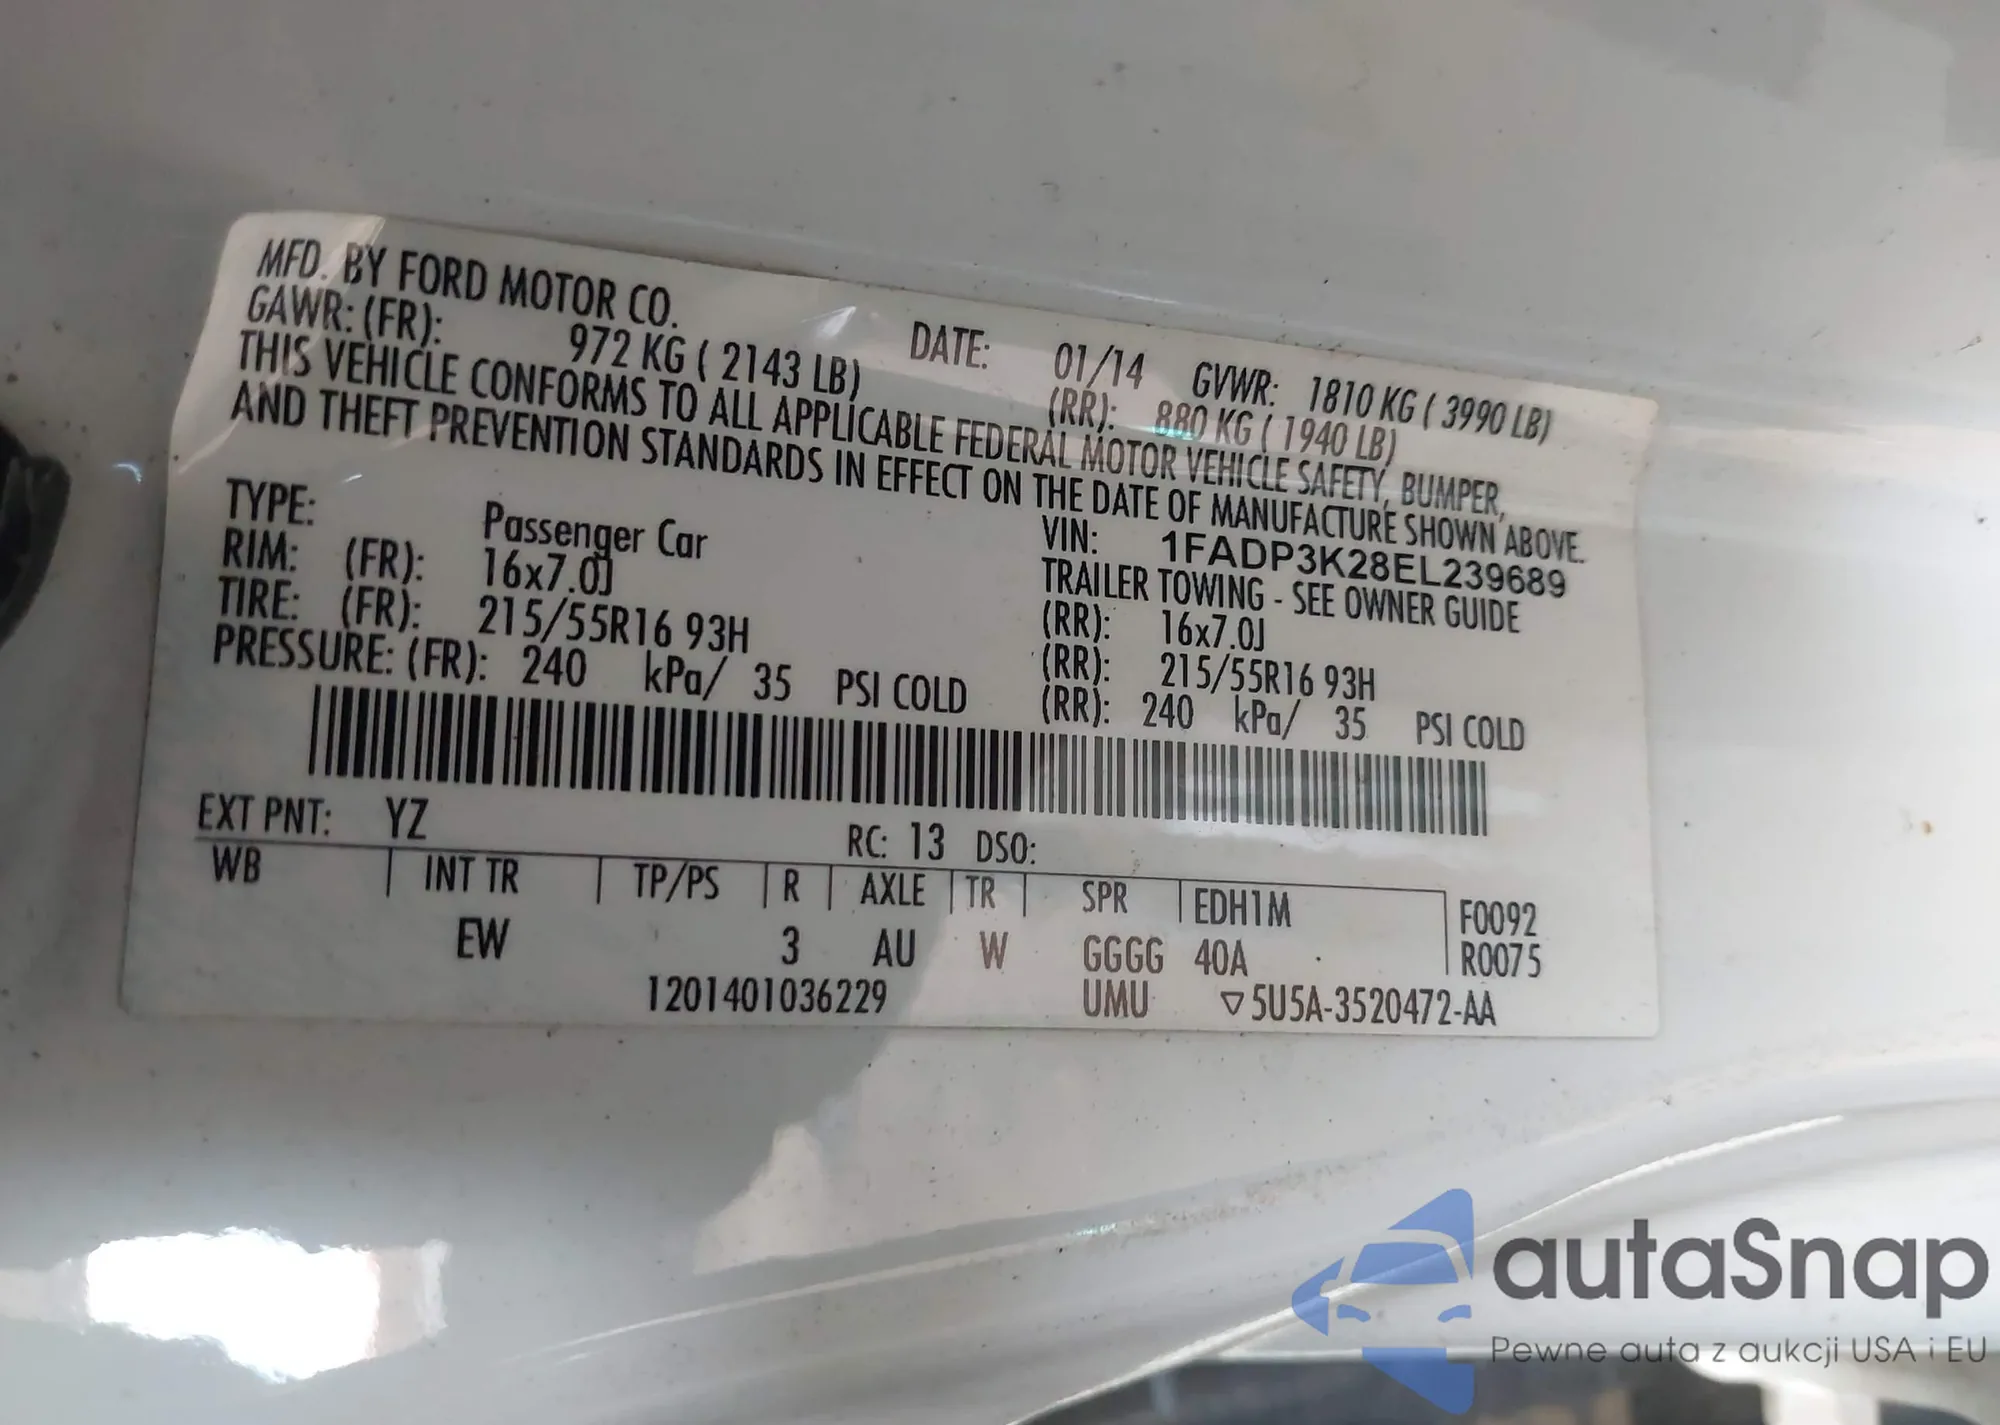 MFD. BY FORD MOTOR CO. DATE: 01/14 GVWR: 1810 KG ( 3990 LB)
GAWR: (FR): 972 KG ( 2143 LB) (RR): 880 KG ( 1940 LB)
THIS VEHICLE CONFORMS TO ALL APPLICABLE FEDERAL MOTOR VEHICLE SAFETY, BUMPER,
AND THEFT PREVENTION STANDARDS IN EFFECT ON THE DATE OF MANUFACTURE SHOWN ABOVE.
VIN: 1FADP3K28EL239689
TYPE: Passenger Car TRAILER TOWING - SEE OWNER GUIDE
RIM: (FR): 16x7.0J (RR): 16x7.0J
TIRE: (FR): 215/55R16 93H (RR): 215/55R16 93H
PRESSURE: (FR): 240 kPa/ 35 PSI COLD (RR): 240 kPa/ 35 PSI COLD
EXT PNT: YZ RC: 13 DSO:
WB INT TR TP/PS R AXLE TR SPR EDH1M F0092
EW 3 AU W GGGG 40A R0075
1201401036229 UMU ▽5U5A-3520472-AA
autaSnap
Pewne auta z aukcji USA i EU